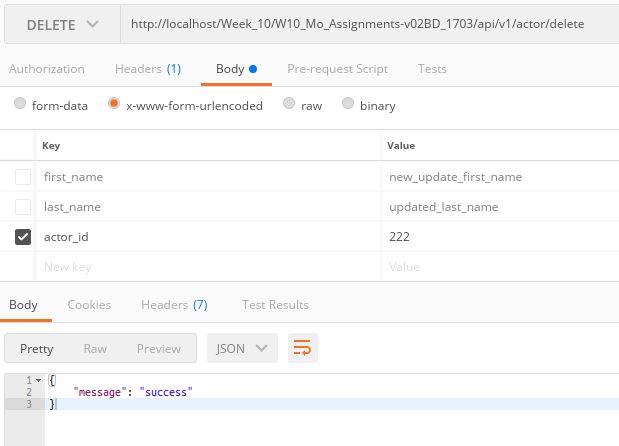 DELETE http://localhost/Week_10/W10_Mo_Assignments-v02BD_1703/api/v1/actor/delete
Authorization Headers (1) Body Pre-request Script Tests
form-data x-www-form-urlencoded raw binary
Key Value
first_name new_update_first_name
last_name updated_last_name
actor_id 222
New key Value
Body Cookies Headers (7) Test Results
Pretty Raw Preview JSON
1 {
2 "message": "success"
3 }